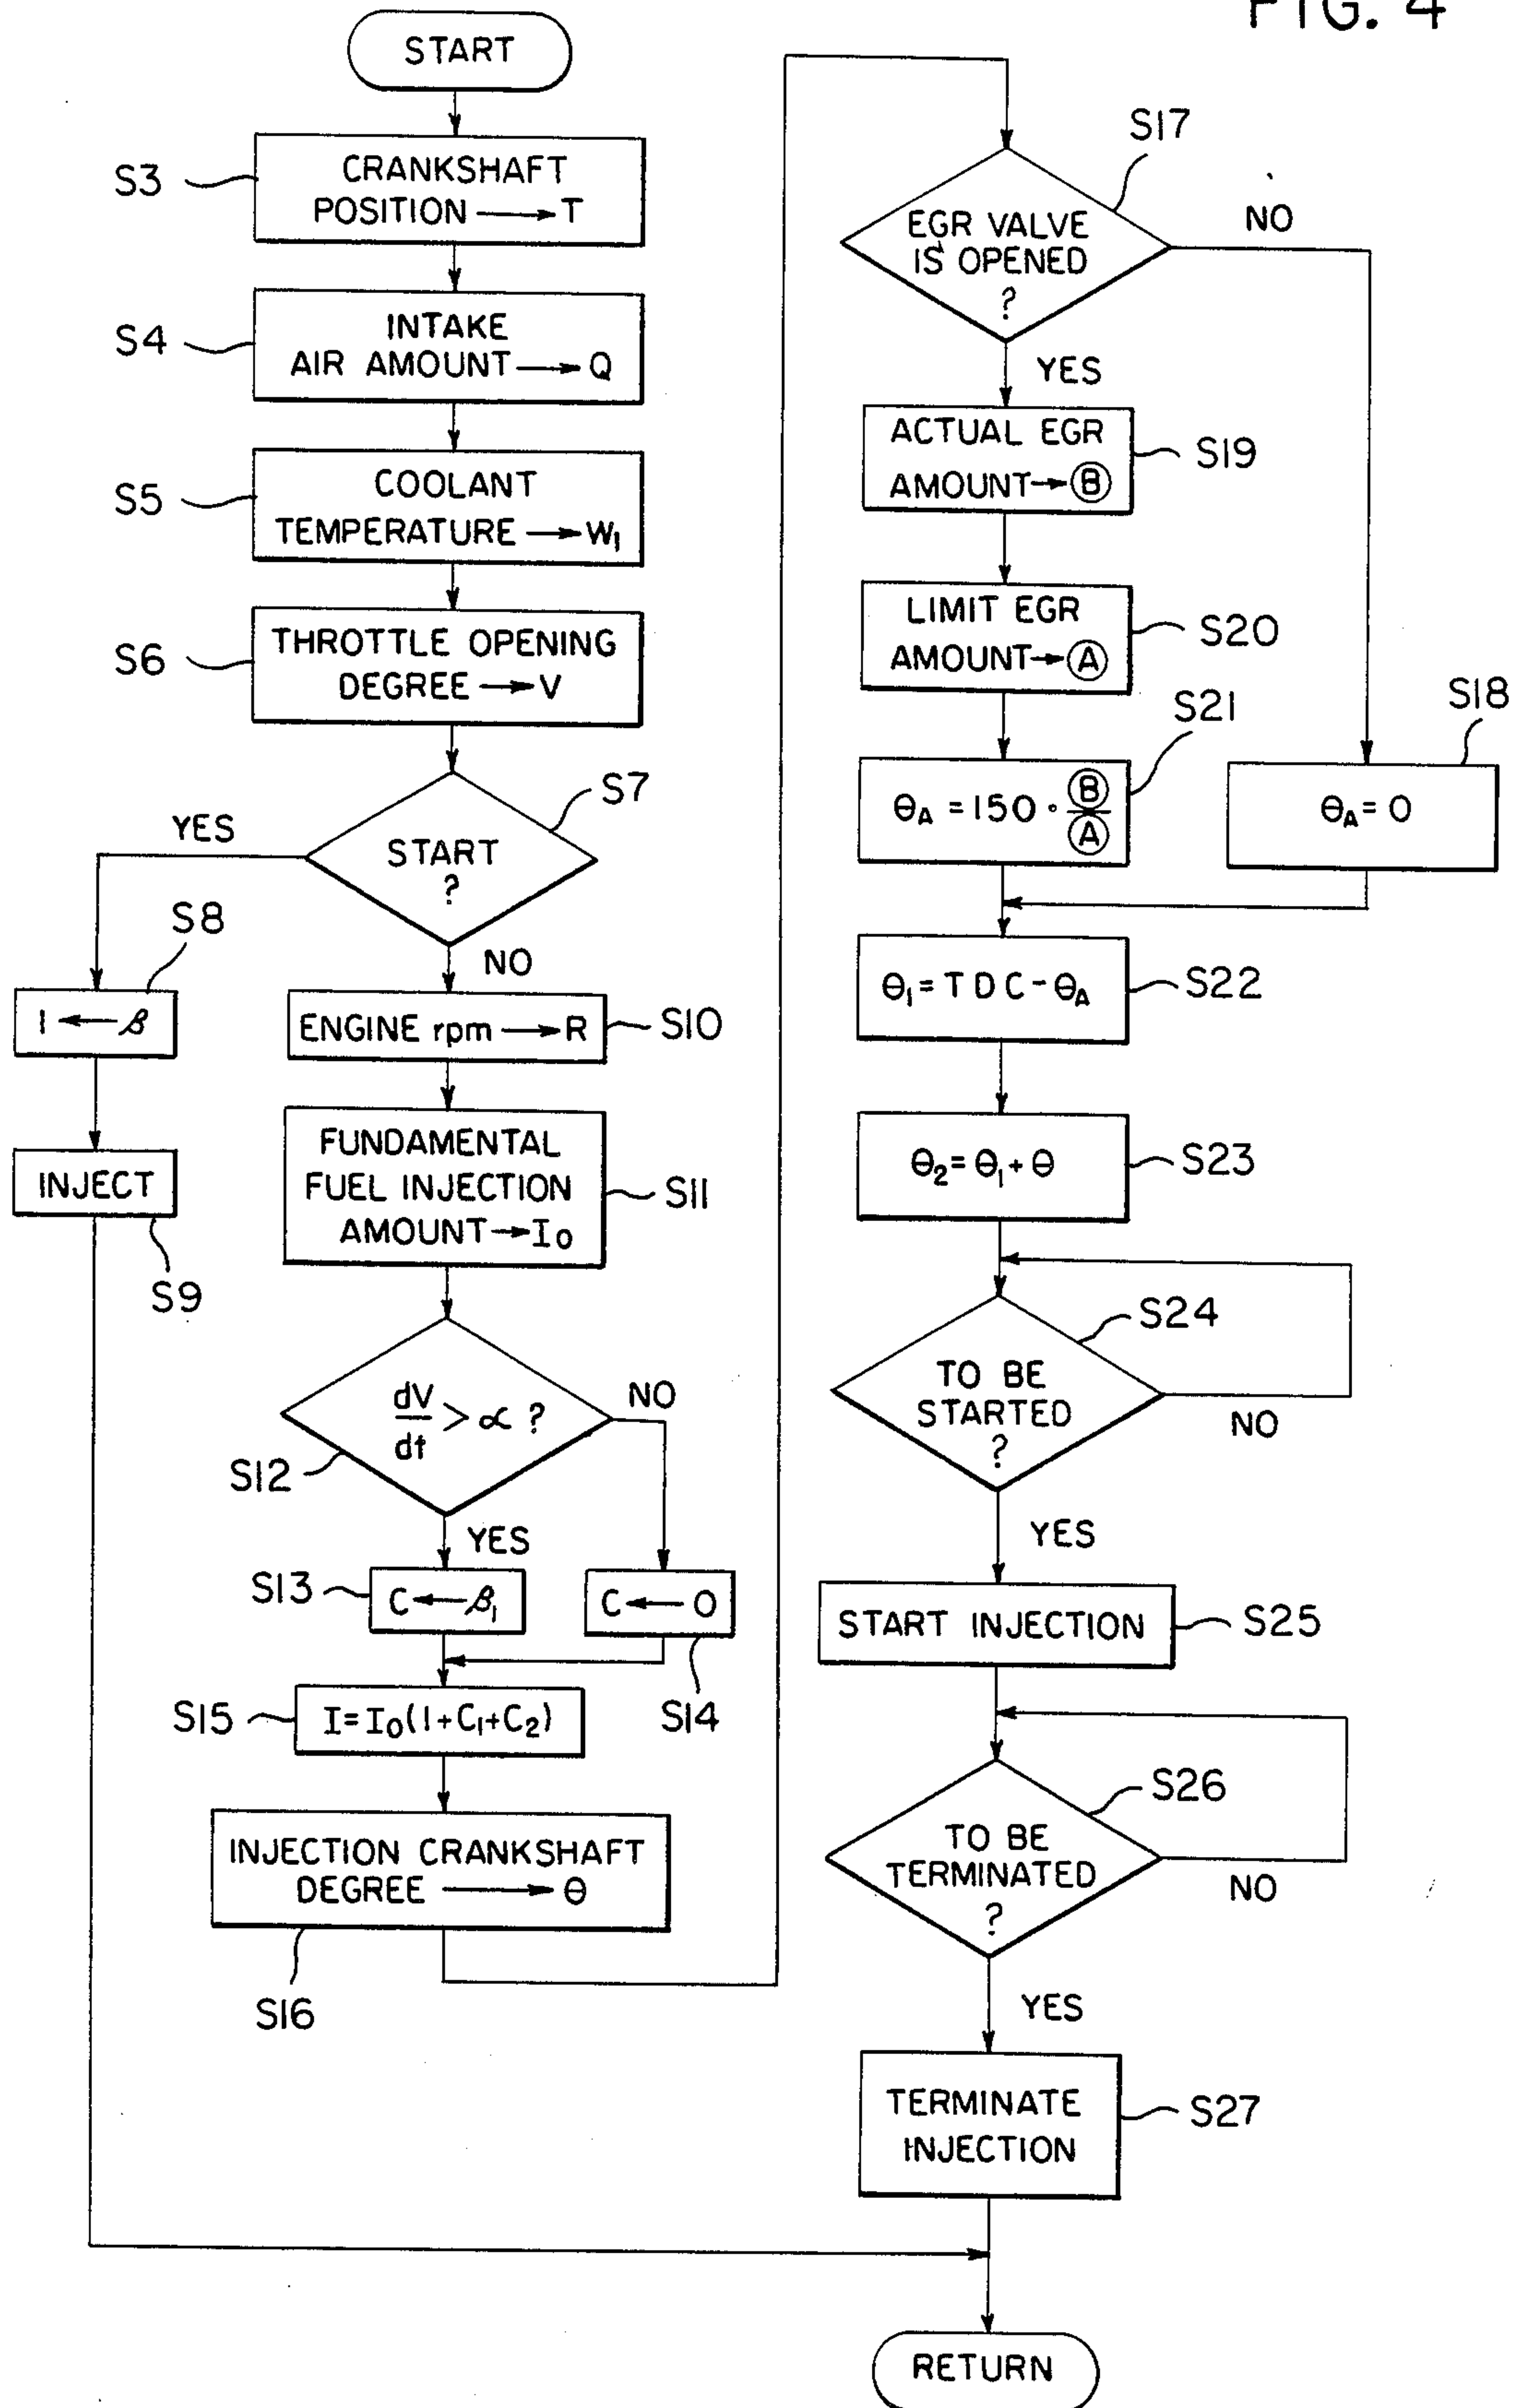 FIG. 4
START
S3
CRANKSHAFT
POSITION → T
S4
INTAKE
AIR AMOUNT → Q
S5
COOLANT
TEMPERATURE → W₁
S6
THROTTLE OPENING
DEGREE → V
S7
START
?
YES
NO
S8
I ← β
INJECT
S9
ENGINE rpm → R
S10
FUNDAMENTAL
FUEL INJECTION
AMOUNT → I₀
S11
dV/dt > α ?
NO
S12
YES
S13
C ← β₁
C ← 0
S14
S15
I=I₀(1+C₁+C₂)
INJECTION CRANKSHAFT
DEGREE → θ
S16
S17
EGR VALVE
IS OPENED
?
NO
YES
ACTUAL EGR
AMOUNT → Ⓑ
S19
LIMIT EGR
AMOUNT → Ⓐ
S20
S21
θ_A = 150 · Ⓑ/Ⓐ
S18
θ_A = 0
θ₁ = TDC - θ_A
S22
θ₂ = θ₁ + θ
S23
S24
TO BE
STARTED
?
NO
YES
START INJECTION
S25
S26
TO BE
TERMINATED
?
NO
YES
TERMINATE
INJECTION
S27
RETURN